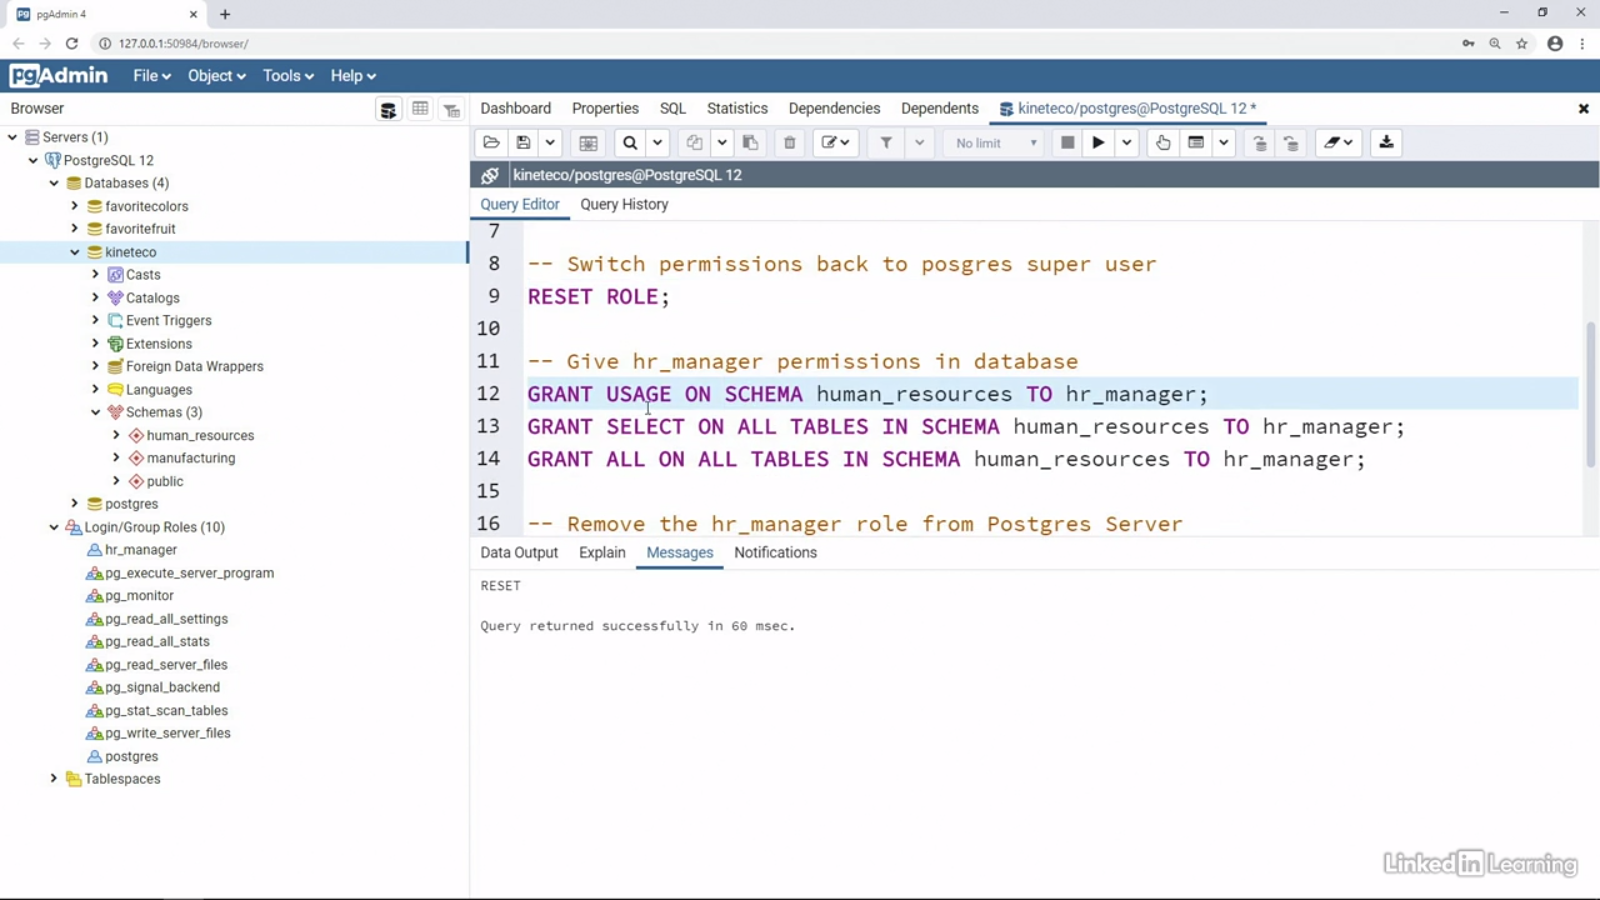 pgAdmin 4
127.0.0.1:50984/browser/
pgAdmin File Object Tools Help
Browser
Dashboard Properties SQL Statistics Dependencies Dependents kineteco/postgres@PostgreSQL 12 *
No limit
kineteco/postgres@PostgreSQL 12
Query Editor Query History
Servers (1)
PostgreSQL 12
Databases (4)
favoritecolors
favoritefruit
kineteco
Casts
Catalogs
Event Triggers
Extensions
Foreign Data Wrappers
Languages
Schemas (3)
human_resources
manufacturing
public
postgres
Login/Group Roles (10)
hr_manager
pg_execute_server_program
pg_monitor
pg_read_all_settings
pg_read_all_stats
pg_read_server_files
pg_signal_backend
pg_stat_scan_tables
pg_write_server_files
postgres
Tablespaces
7
8 -- Switch permissions back to posgres super user
9 RESET ROLE;
10
11 -- Give hr_manager permissions in database
12 GRANT USAGE ON SCHEMA human_resources TO hr_manager;
13 GRANT SELECT ON ALL TABLES IN SCHEMA human_resources TO hr_manager;
14 GRANT ALL ON ALL TABLES IN SCHEMA human_resources TO hr_manager;
15
16 -- Remove the hr_manager role from Postgres Server
Data Output Explain Messages Notifications
RESET
Query returned successfully in 60 msec.
Linked in Learning